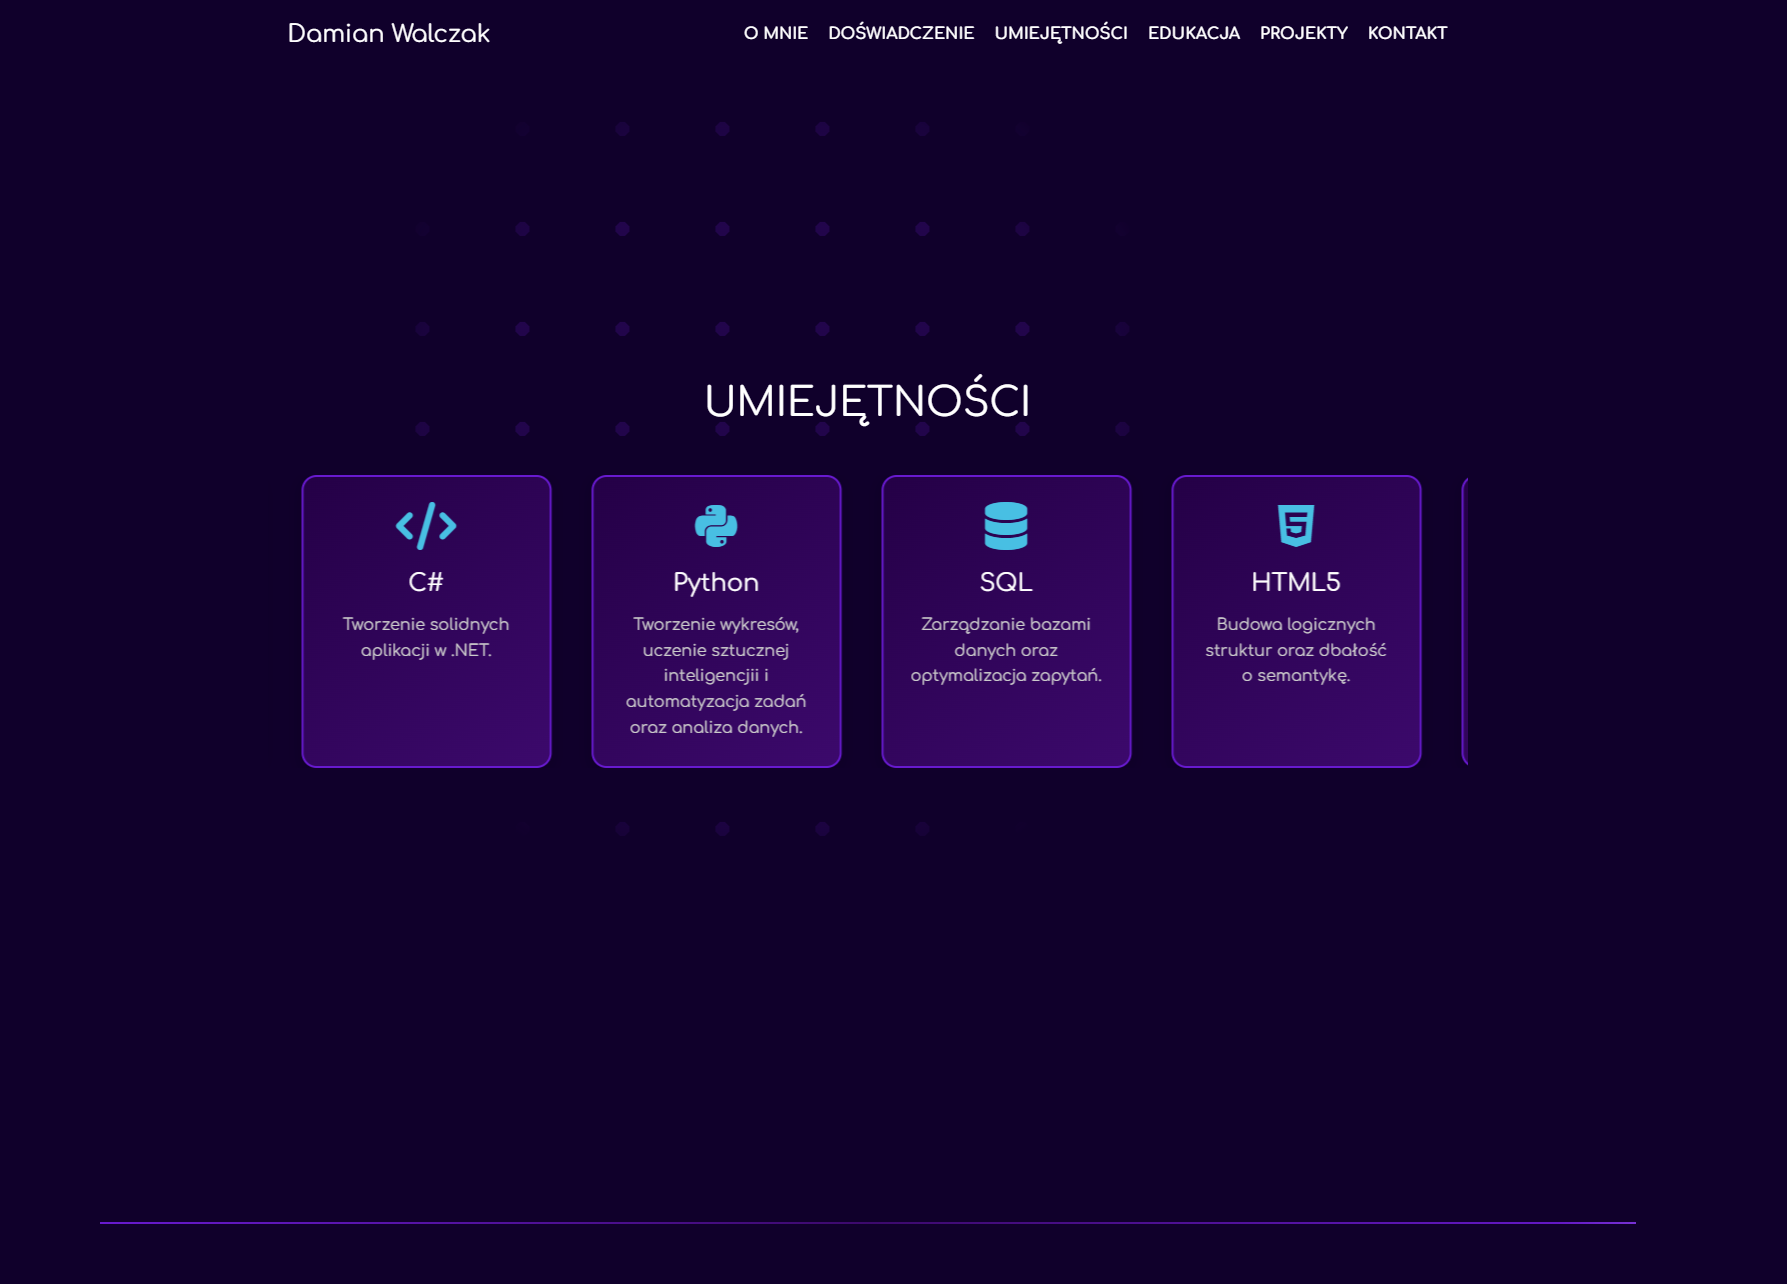 Damian Walczak
O MNIE DOŚWIADCZENIE UMIEJĘTNOŚCI EDUKACJA PROJEKTY KONTAKT
UMIEJĘTNOŚCI
C#
Tworzenie solidnych
aplikacji w .NET.
Python
Tworzenie wykresów,
uczenie sztucznej
inteligencjii i
automatyzacja zadań
oraz analiza danych.
SQL
Zarządzanie bazami
danych oraz
optymalizacja zapytań.
HTML5
Budowa logicznych
struktur oraz dbałość
o semantykę.